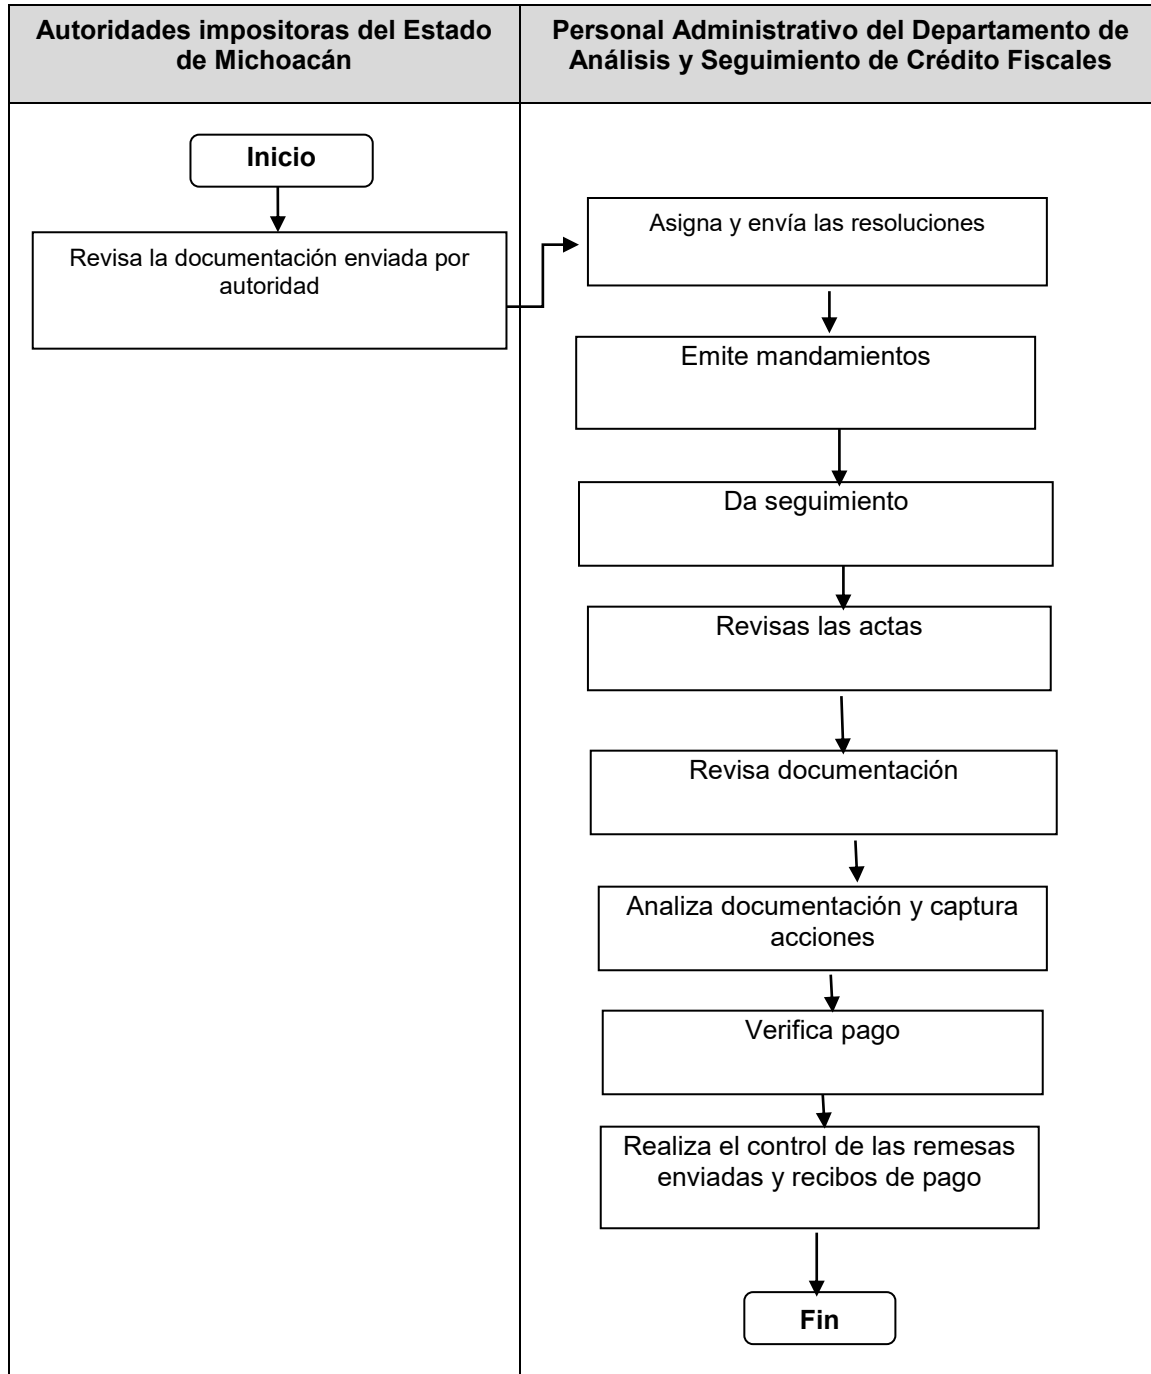 Autoridades impositoras del Estado
de Michoacán
Personal Administrativo del Departamento de
Análisis y Seguimiento de Crédito Fiscales
Inicio
Revisa la documentación enviada por
autoridad
Asigna y envía las resoluciones
Emite mandamientos
Da seguimiento
Revisas las actas
Revisa documentación
Analiza documentación y captura
acciones
Verifica pago
Realiza el control de las remesas
enviadas y recibos de pago
Fin